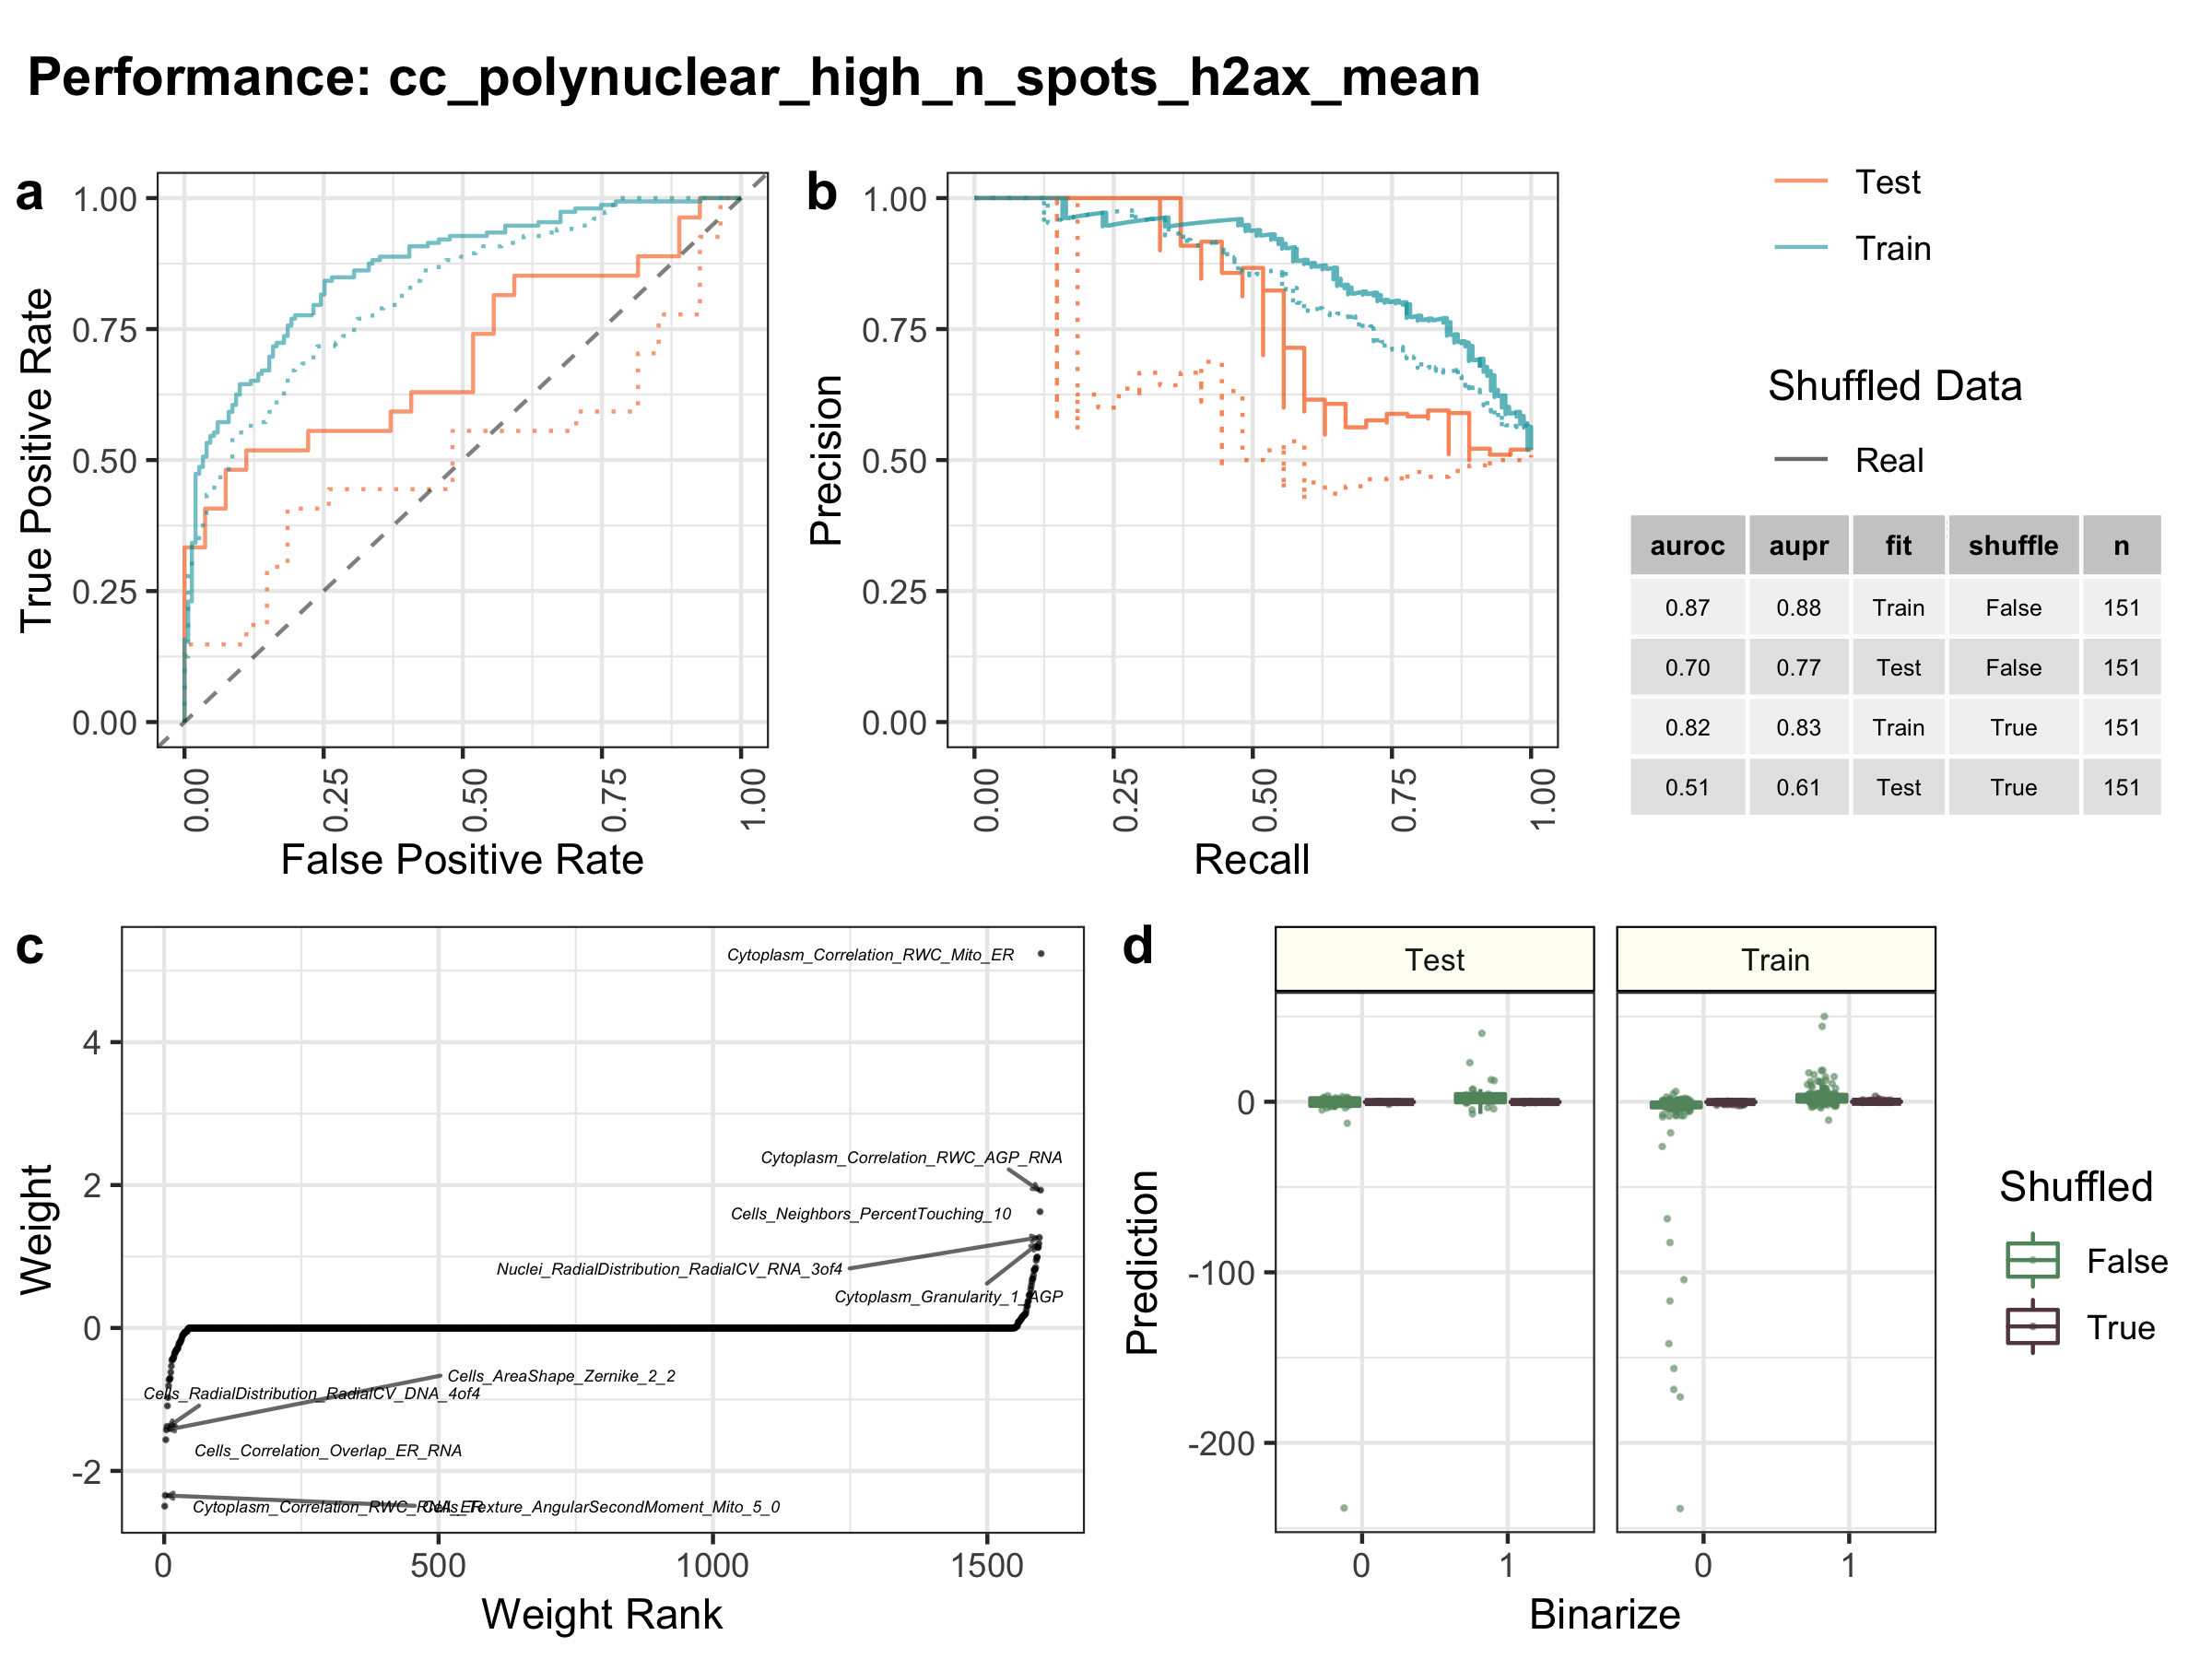 Performance: cc_polynuclear_high_n_spots_h2ax_mean
a
1.00
0.75
0.50
0.25
0.00
True Positive Rate
0.00
0.25
0.50
0.75
1.00
False Positive Rate
b
1.00
0.75
0.50
0.25
0.00
Precision
0.00
0.25
0.50
0.75
1.00
Recall
Test
Train
Shuffled Data
Real
auroc aupr fit shuffle n
0.87 0.88 Train False 151
0.70 0.77 Test False 151
0.82 0.83 Train True 151
0.51 0.61 Test True 151
c
4
2
0
-2
Weight
Cytoplasm_Correlation_RWC_Mito_ER
Cytoplasm_Correlation_RWC_AGP_RNA
Cells_Neighbors_PercentTouching_10
Nuclei_RadialDistribution_RadialCV_RNA_3of4
Cytoplasm_Granularity_1_AGP
Cells_AreaShape_Zernike_2_2
Cells_RadialDistribution_RadialCV_DNA_4of4
Cells_Correlation_Overlap_ER_RNA
Cytoplasm_Correlation_RWC_RNA_ER
Cells_Texture_AngularSecondMoment_Mito_5_0
0
500
1000
1500
Weight Rank
d
Test
Train
0
-100
-200
Prediction
0
1
0
1
Binarize
Shuffled
False
True